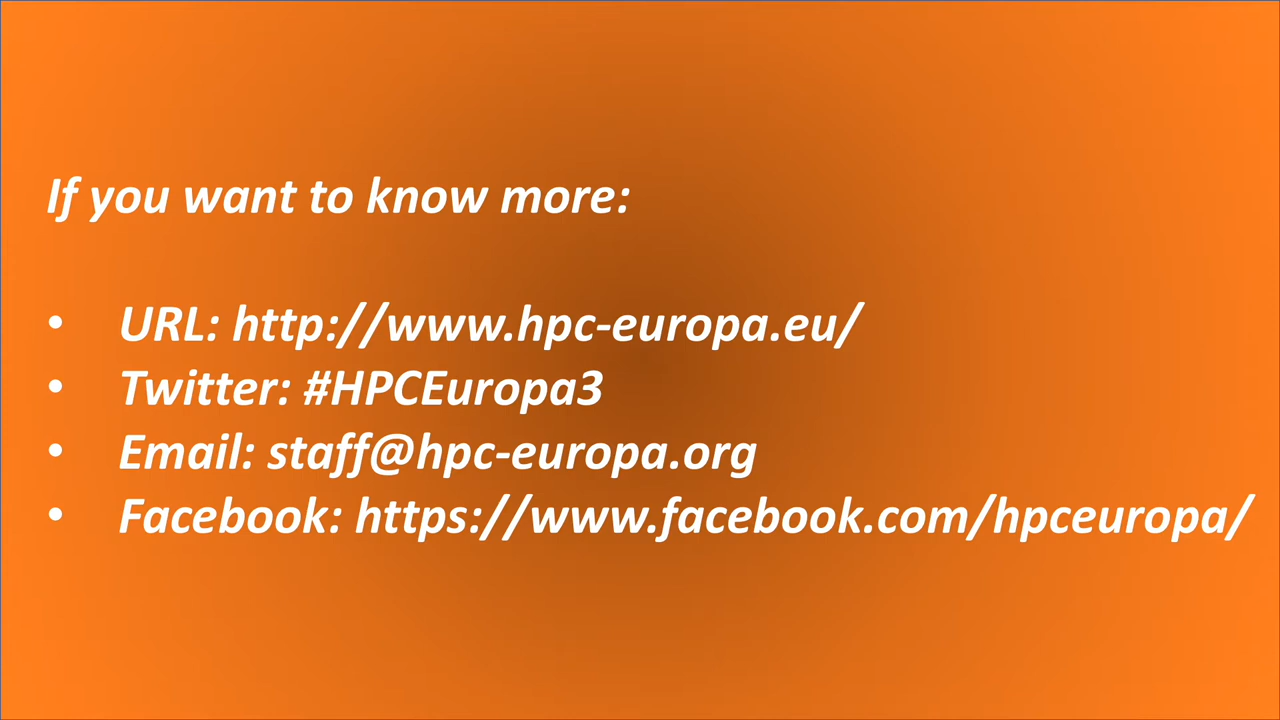 If you want to know more:
• URL: http://www.hpc-europa.eu/
• Twitter: #HPCEuropa3
• Email: staff@hpc-europa.org
• Facebook: https://www.facebook.com/hpceuropa/